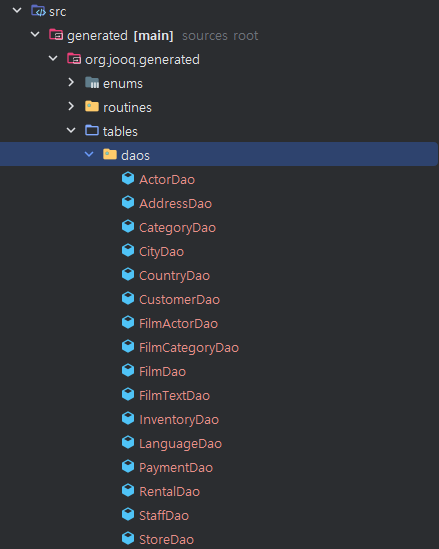 src
generated [main] sources root
org.jooq.generated
enums
routines
tables
daos
ActorDao
AddressDao
CategoryDao
CityDao
CountryDao
CustomerDao
FilmActorDao
FilmCategoryDao
FilmDao
FilmTextDao
InventoryDao
LanguageDao
PaymentDao
RentalDao
StaffDao
StoreDao